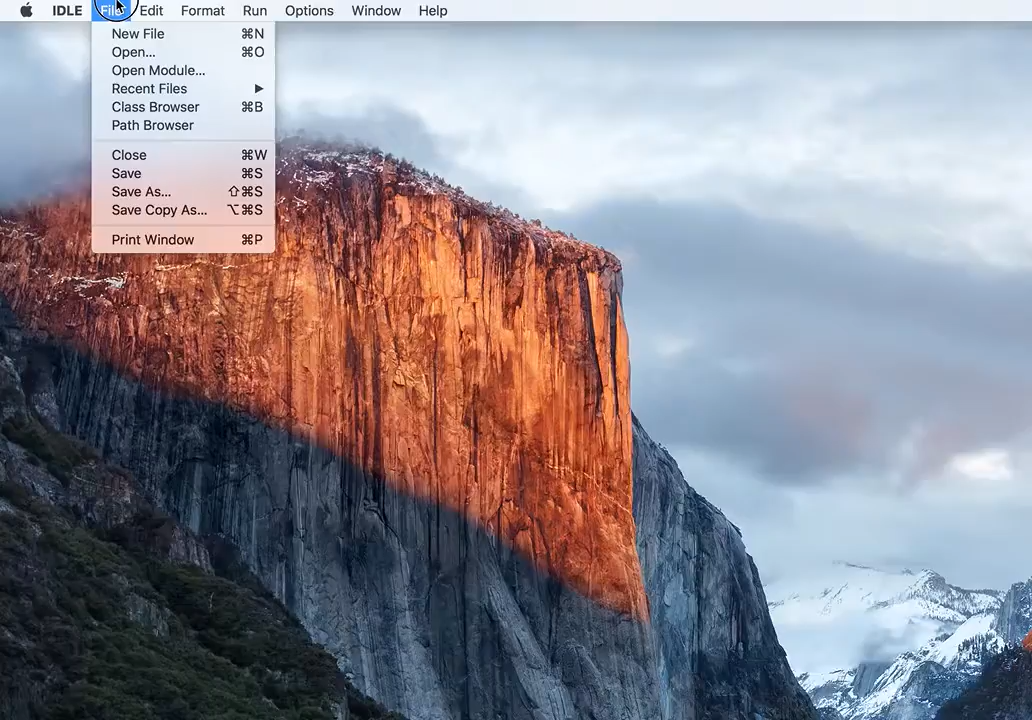 IDLE File Edit Format Run Options Window Help
New File ⌘N
Open... ⌘O
Open Module...
Recent Files ▶
Class Browser ⌘B
Path Browser
Close ⌘W
Save ⌘S
Save As... ⇧⌘S
Save Copy As... ⌥⌘S
Print Window ⌘P